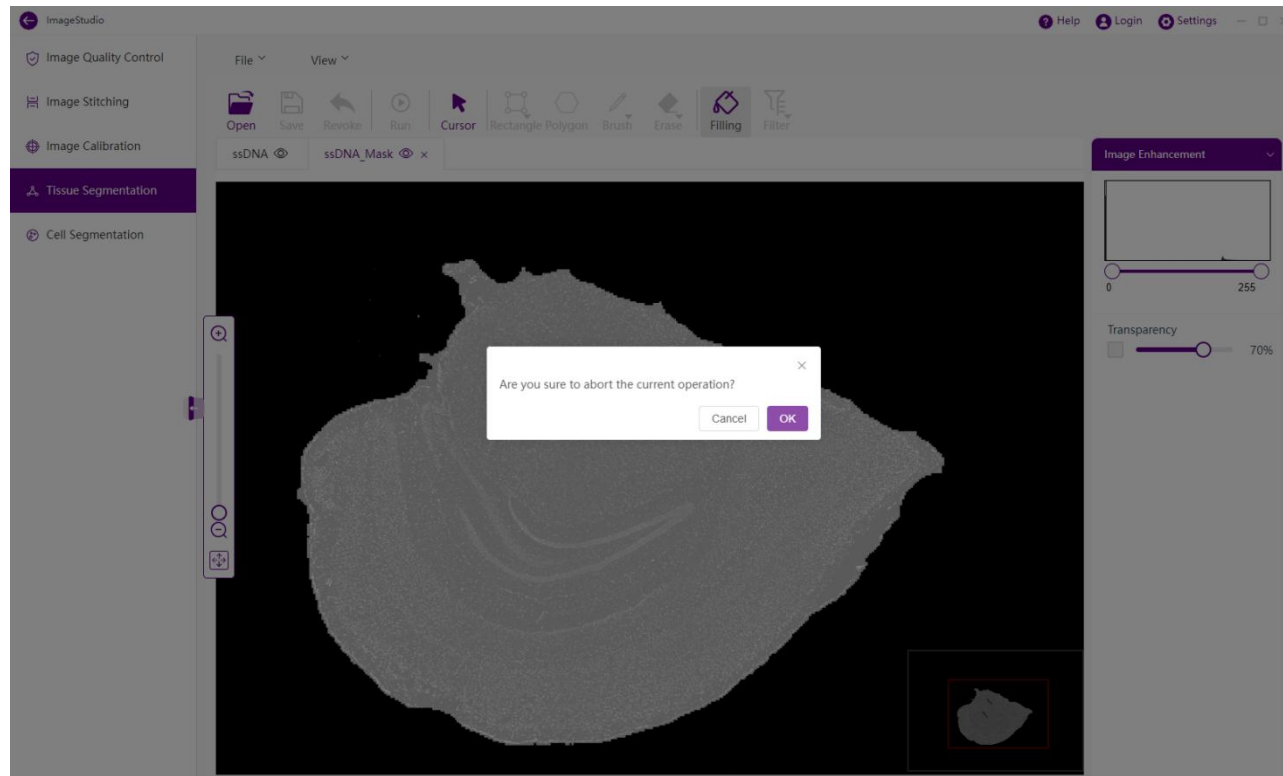 ImageStudio
Help Login Settings
Image Quality Control
Image Stitching
Image Calibration
Tissue Segmentation
Cell Segmentation
File View
Open Save Revoke Run Cursor Rectangle Polygon Brush Erase Filling Filter
ssDNA ssDNA_Mask ×
Image Enhancement
0 255
Transparency
70%
Are you sure to abort the current operation?
Cancel OK